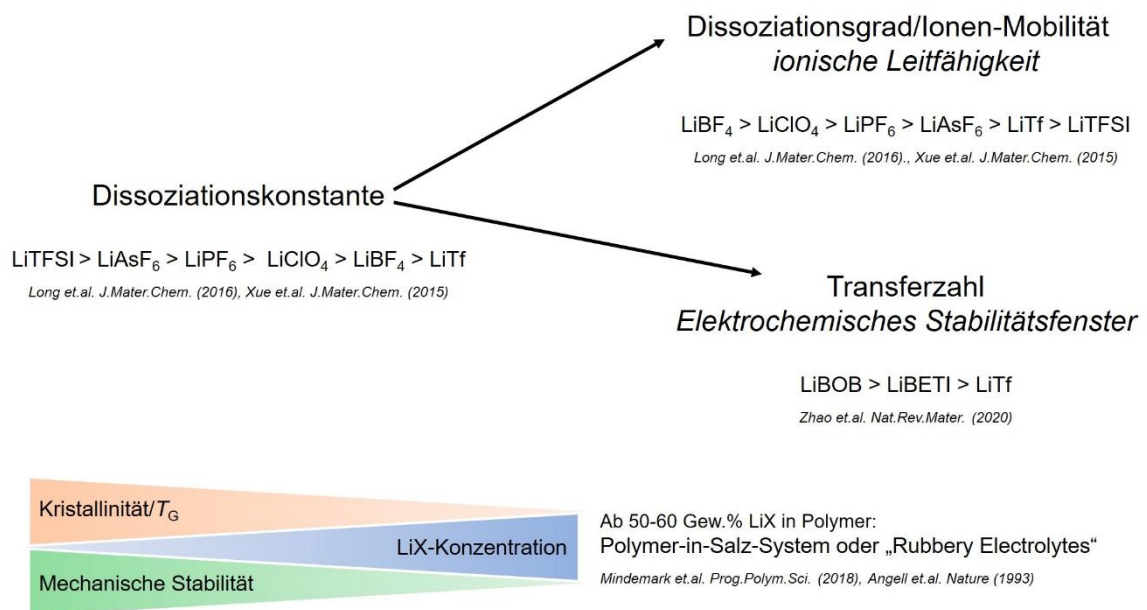 Dissoziationsgrad/Ionen-Mobilität
ionische Leitfähigkeit
LiBF₄ > LiClO₄ > LiPF₆ > LiAsF₆ > LiTf > LiTFSI
Long et.al. J.Mater.Chem. (2016)., Xue et.al. J.Mater.Chem. (2015)
Dissoziationskonstante
LiTFSI > LiAsF₆ > LiPF₆ > LiClO₄ > LiBF₄ > LiTf
Long et.al. J.Mater.Chem. (2016), Xue et.al. J.Mater.Chem. (2015)
Transferzahl
Elektrochemisches Stabilitätsfenster
LiBOB > LiBETI > LiTf
Zhao et.al. Nat.Rev.Mater. (2020)
Kristallinität/T_G
LiX-Konzentration
Mechanische Stabilität
Ab 50-60 Gew.% LiX in Polymer:
Polymer-in-Salz-System oder „Rubbery Electrolytes“
Mindemark et.al. Prog.Polym.Sci. (2018), Angell et.al. Nature (1993)